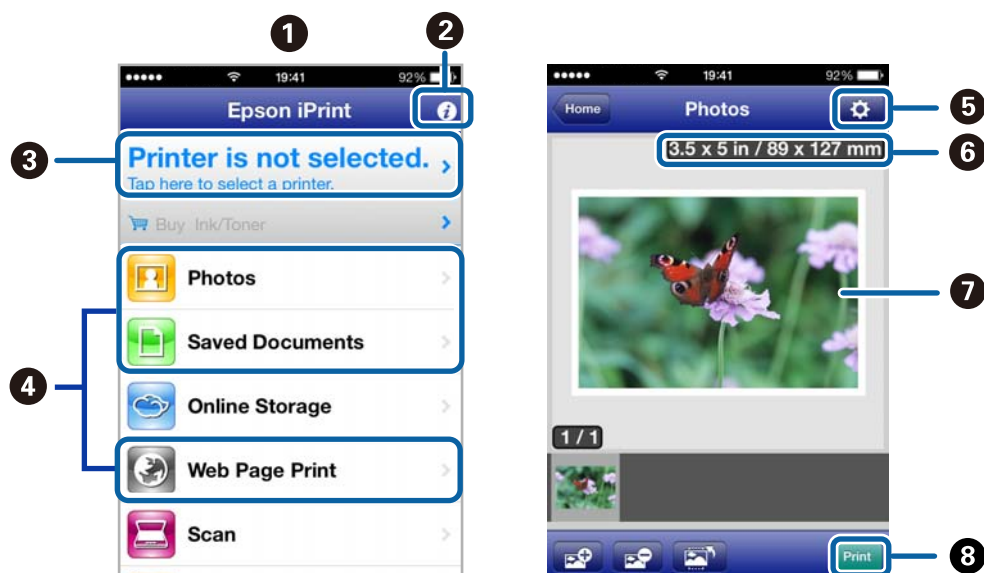 1
2
19:41
92%
Epson iPrint
3
Printer is not selected.
Tap here to select a printer.
Buy Ink/Toner
4
Photos
Saved Documents
Online Storage
Web Page Print
Scan
19:41
92%
Home
Photos
5
3.5 x 5 in / 89 x 127 mm
6
7
1 / 1
Print
8